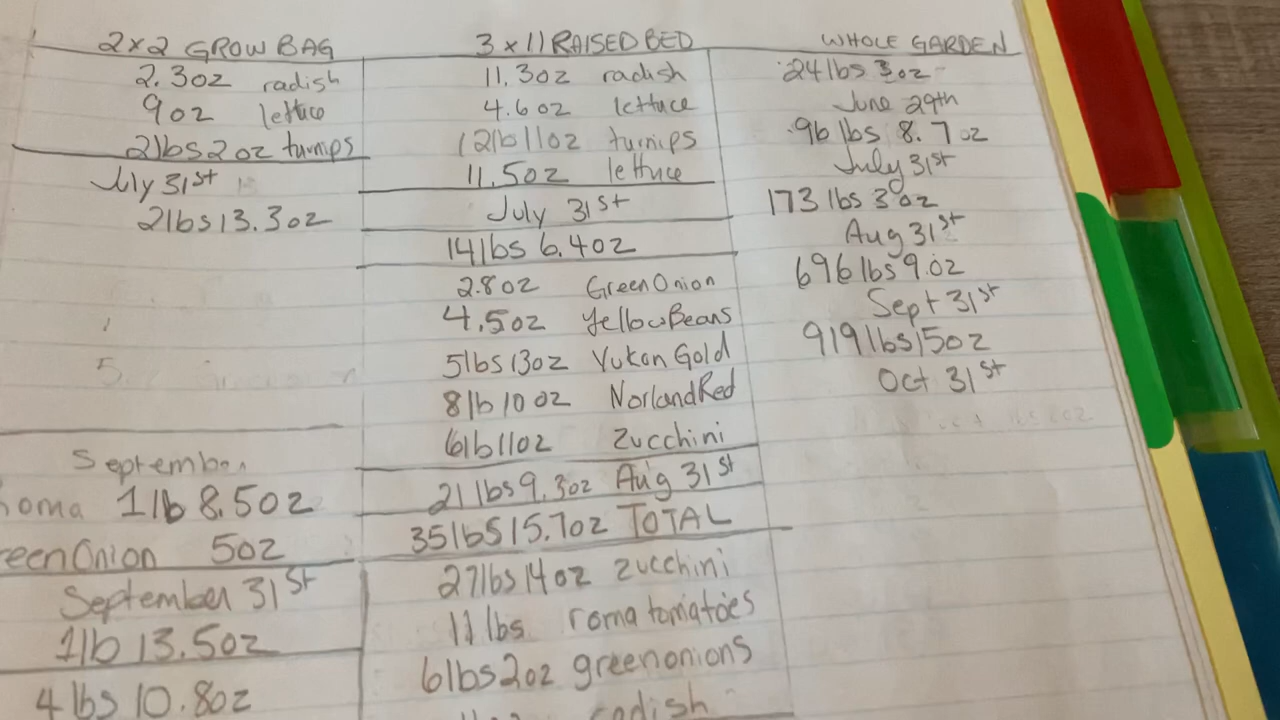 2x2 GROW BAG
2.3oz radish
9oz lettuce
2lbs 2oz turnips
July 31st
2lbs 13.3oz
September
1lb 8.5oz
5oz
September 31st
1lb 13.5oz
4lbs 10.8oz
3x11 RAISED BED
11.3oz radish
4.6oz lettuce
12lb 11oz turnips
11.5oz lettuce
July 31st
14lbs 6.4oz
2.8oz Green Onion
4.5oz Yellow Beans
5lbs 13oz Yukon Gold
8lb 10oz Norland Red
6lb 11oz Zucchini
21lbs 9.3oz Aug 31st
35lbs 15.7oz TOTAL
27lbs 14oz zucchini
11lbs roma tomatoes
6lbs 2oz green onions
radish
WHOLE GARDEN
24lbs 3oz
June 29th
96lbs 8.7oz
July 31st
173lbs 3oz
Aug 31st
696lbs 9.oz
Sept 31st
919lbs 15oz
Oct 31st